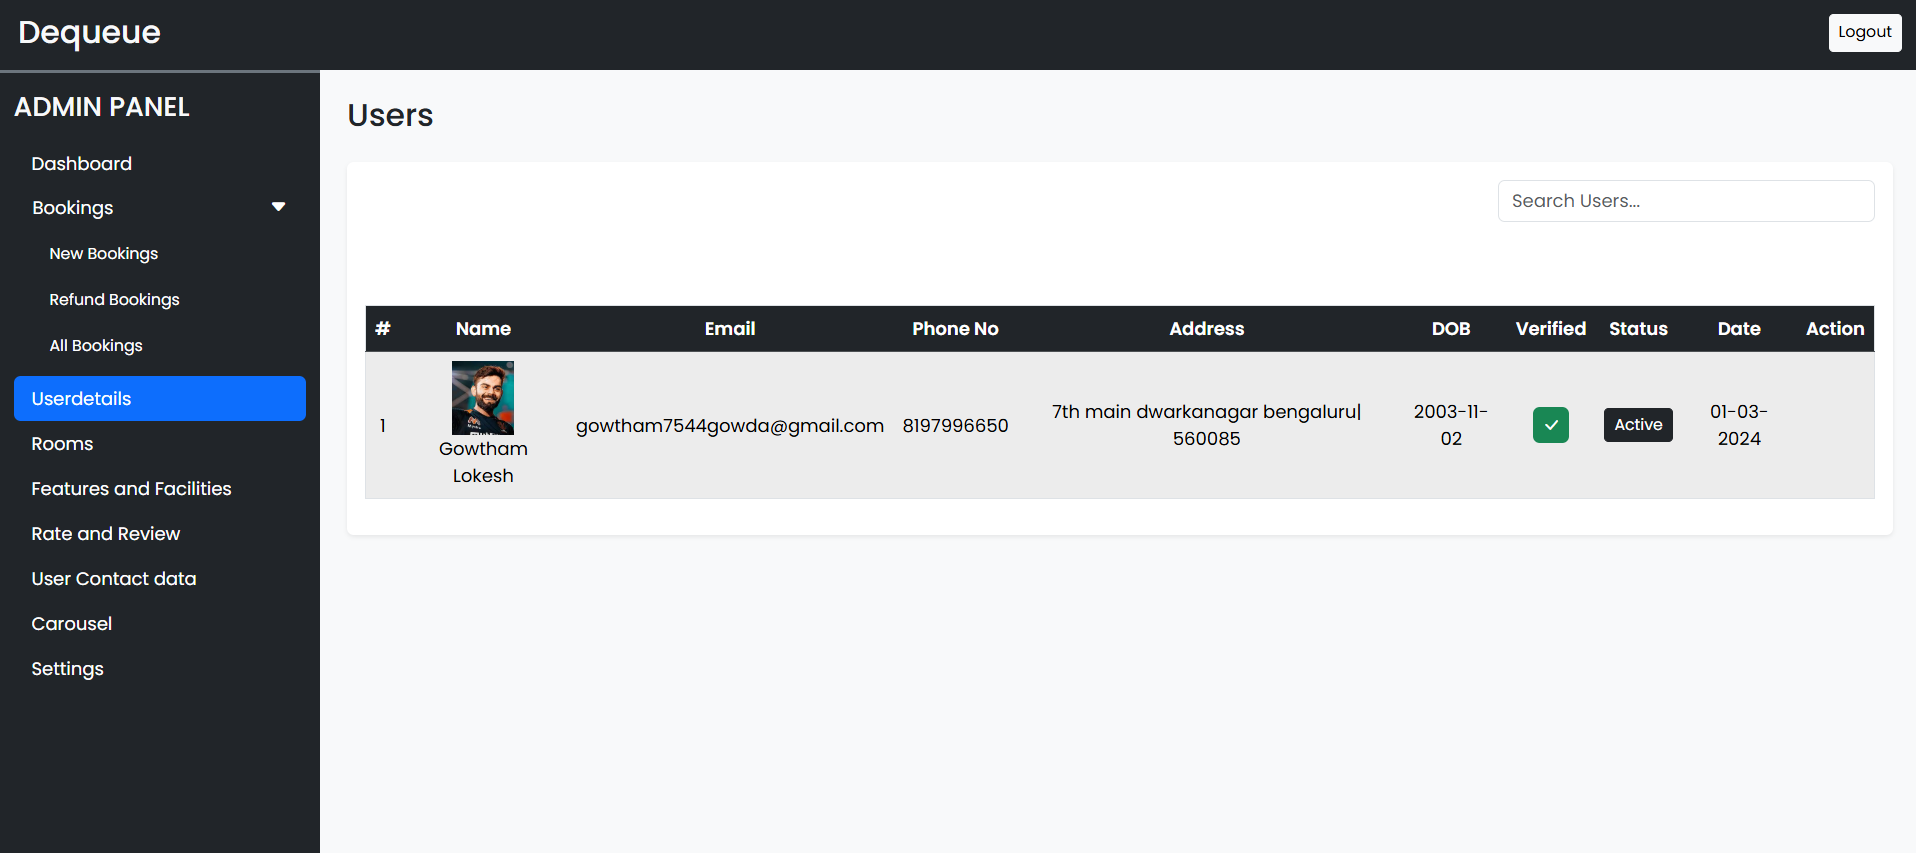 Dequeue
Logout
ADMIN PANEL
Dashboard
Bookings
New Bookings
Refund Bookings
All Bookings
Userdetails
Rooms
Features and Facilities
Rate and Review
User Contact data
Carousel
Settings
Users
Search Users...
# Name Email Phone No Address DOB Verified Status Date Action
1 Gowtham Lokesh gowtham7544gowda@gmail.com 8197996650 7th main dwarkanagar bengaluru| 560085 2003-11-02 Active 01-03-2024